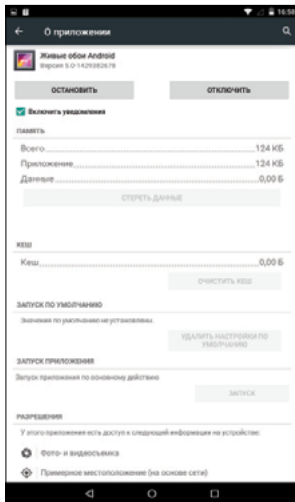 16:58
О приложении
Живые обои Android
Версия 5.0-1429382678
ОСТАНОВИТЬ
ОТКЛЮЧИТЬ
Включить уведомления
ПАМЯТЬ
Всего 124 КБ
Приложение 124 КБ
Данные 0,00 Б
СТЕРЕТЬ ДАННЫЕ
КЕШ
Кеш 0,00 Б
ОЧИСТИТЬ КЕШ
ЗАПУСК ПО УМОЛЧАНИЮ
Значения по умолчанию не установлены.
УДАЛИТЬ НАСТРОЙКИ ПО
УМОЛЧАНИЮ
ЗАПУСК ПРИЛОЖЕНИЯ
Запуск приложения по основному действию
ЗАПУСК
РАЗРЕШЕНИЯ
У этого приложения есть доступ к следующей информации на устройстве:
Фото- и видеосъемка
Примерное местоположение (на основе сети)